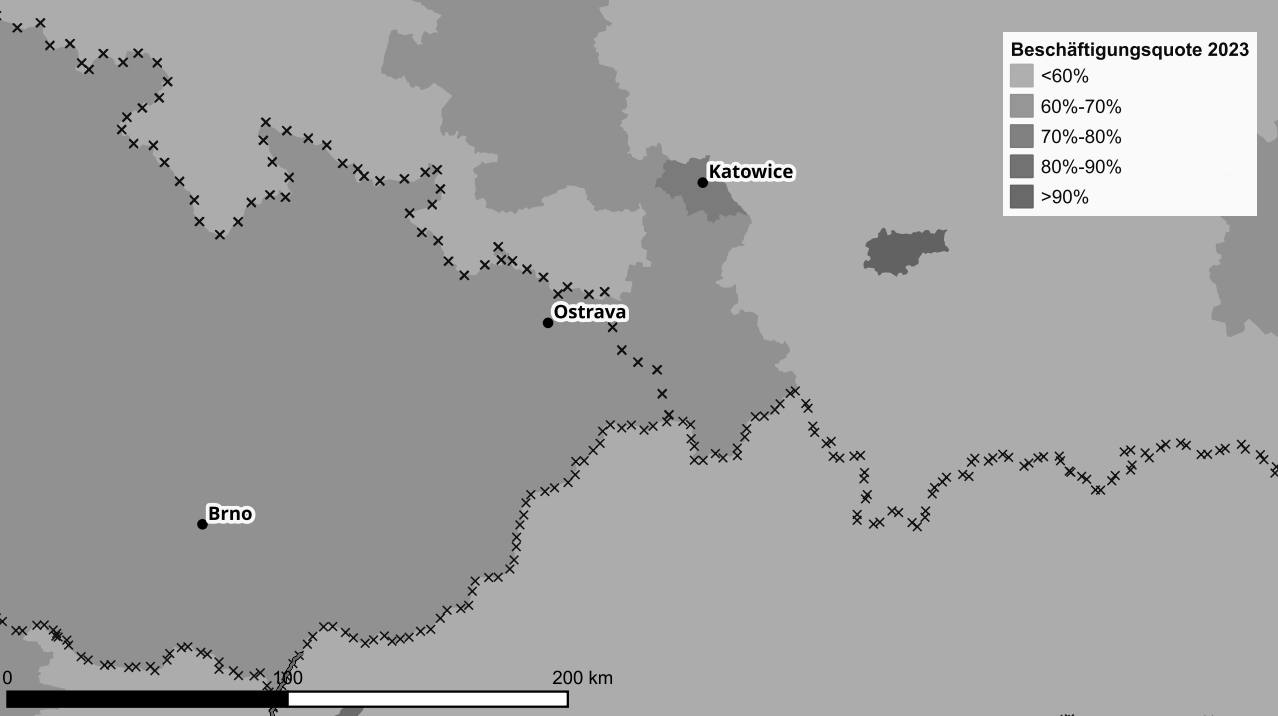 Beschäftigungsquote 2023
<60%
60%-70%
70%-80%
80%-90%
>90%
Katowice
Ostrava
Brno
0 100 200 km